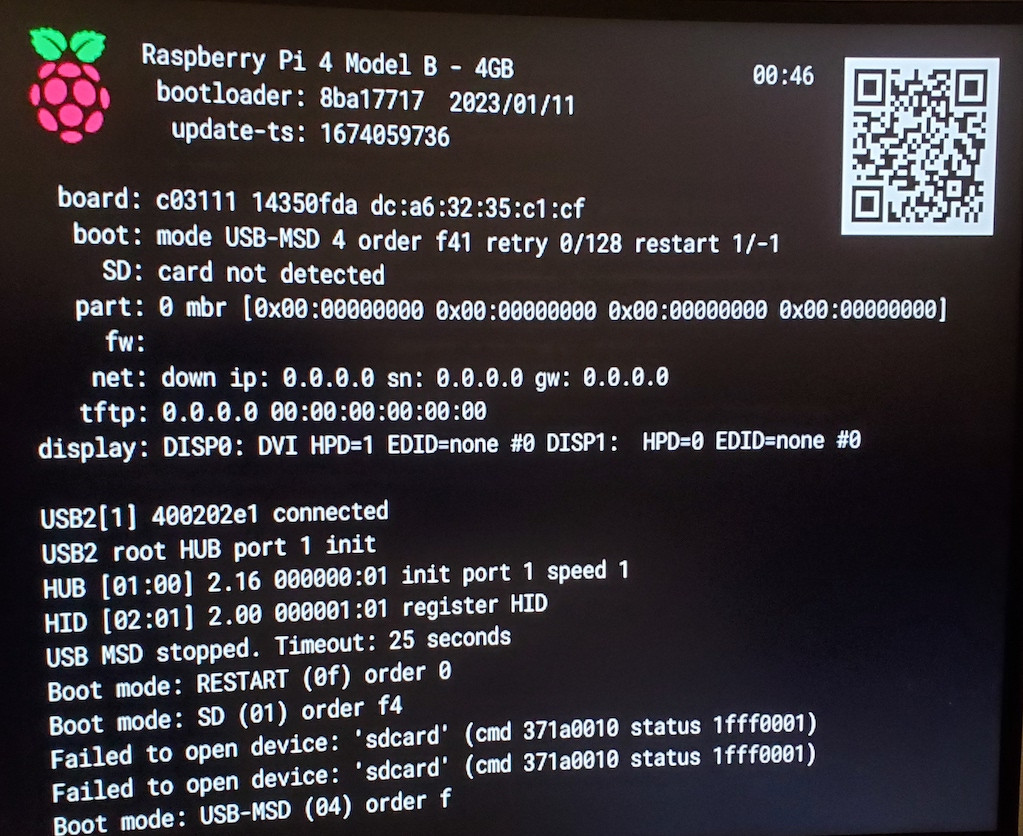 Raspberry Pi 4 Model B - 4GB
00:46
bootloader: 8ba17717 2023/01/11
update-ts: 1674059736
board: c03111 14350fda dc:a6:32:35:c1:cf
boot: mode USB-MSD 4 order f41 retry 0/128 restart 1/-1
SD: card not detected
part: 0 mbr [0x00:00000000 0x00:00000000 0x00:00000000 0x00:00000000]
fw:
net: down ip: 0.0.0.0 sn: 0.0.0.0 gw: 0.0.0.0
tftp: 0.0.0.0 00:00:00:00:00:00
display: DISP0: DVI HPD=1 EDID=none #0 DISP1: HPD=0 EDID=none #0
USB2[1] 400202e1 connected
USB2 root HUB port 1 init
HUB [01:00] 2.16 000000:01 init port 1 speed 1
HID [02:01] 2.00 000001:01 register HID
USB MSD stopped. Timeout: 25 seconds
Boot mode: RESTART (0f) order 0
Boot mode: SD (01) order f4
Failed to open device: 'sdcard' (cmd 371a0010 status 1fff0001)
Failed to open device: 'sdcard' (cmd 371a0010 status 1fff0001)
Boot mode: USB-MSD (04) order f